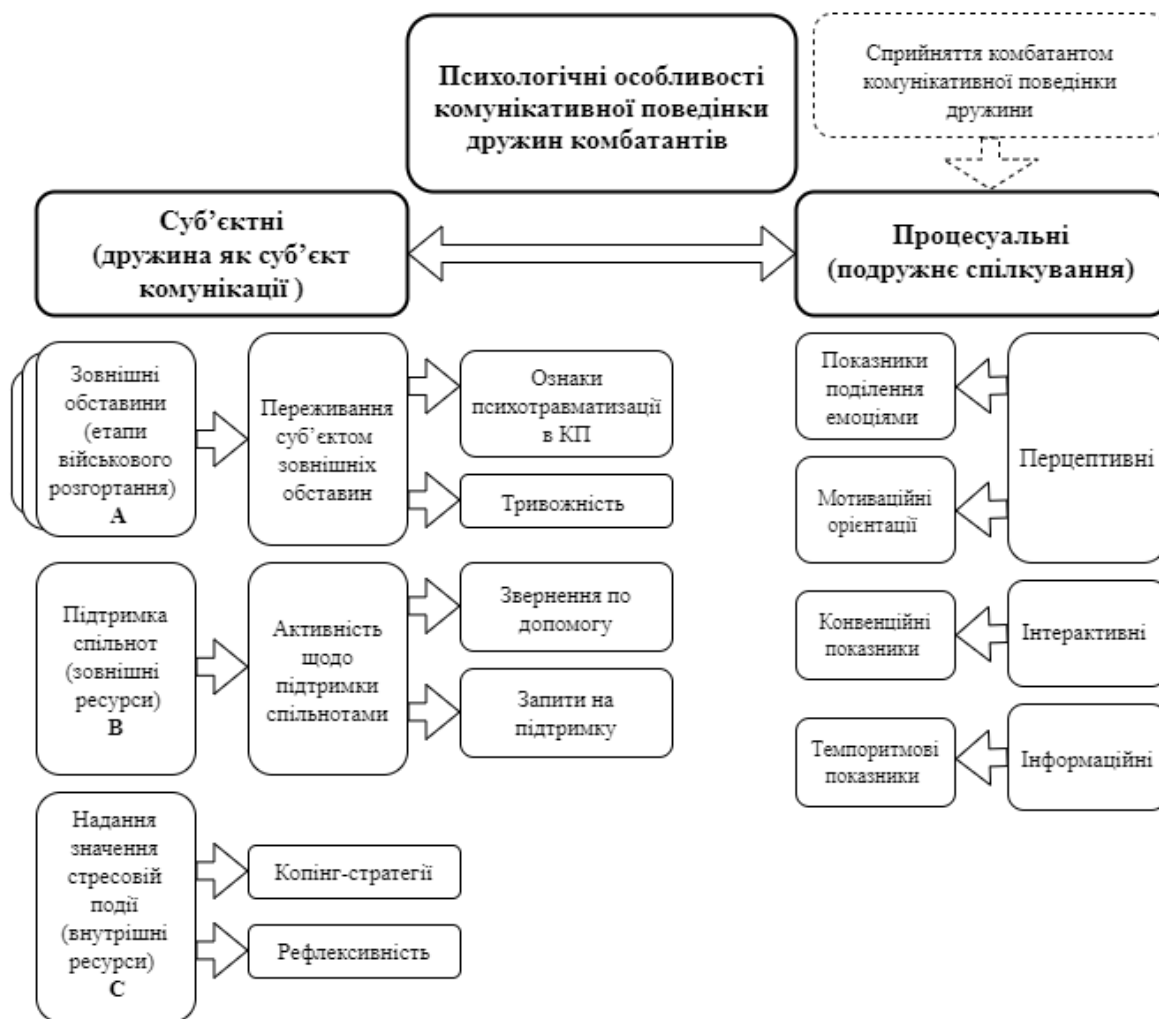 Психологічні особливості
комунікативної поведінки
дружин комбатантів
Сприйняття комбатантом
комунікативної поведінки
дружини
Суб’єктні
(дружина як суб’єкт
комунікації )
Процесуальні
(подружнє спілкування)
Зовнішні
обставини
(етапи
військового
розгортання)
A
Переживання
суб’єктом
зовнішніх
обставин
Ознаки
психотравматизації
в КП
Тривожність
Підтримка
спільнот
(зовнішні
ресурси)
B
Активність
щодо
підтримки
спільнотами
Звернення по
допомогу
Запити на
підтримку
Надання
значення
стресовій
події
(внутрішні
ресурси)
C
Копінг-стратегії
Рефлексивність
Показники
поділення
емоціями
Мотиваційні
орієнтації
Перцептивні
Конвенційні
показники
Інтерактивні
Темпоритмові
показники
Інформаційні